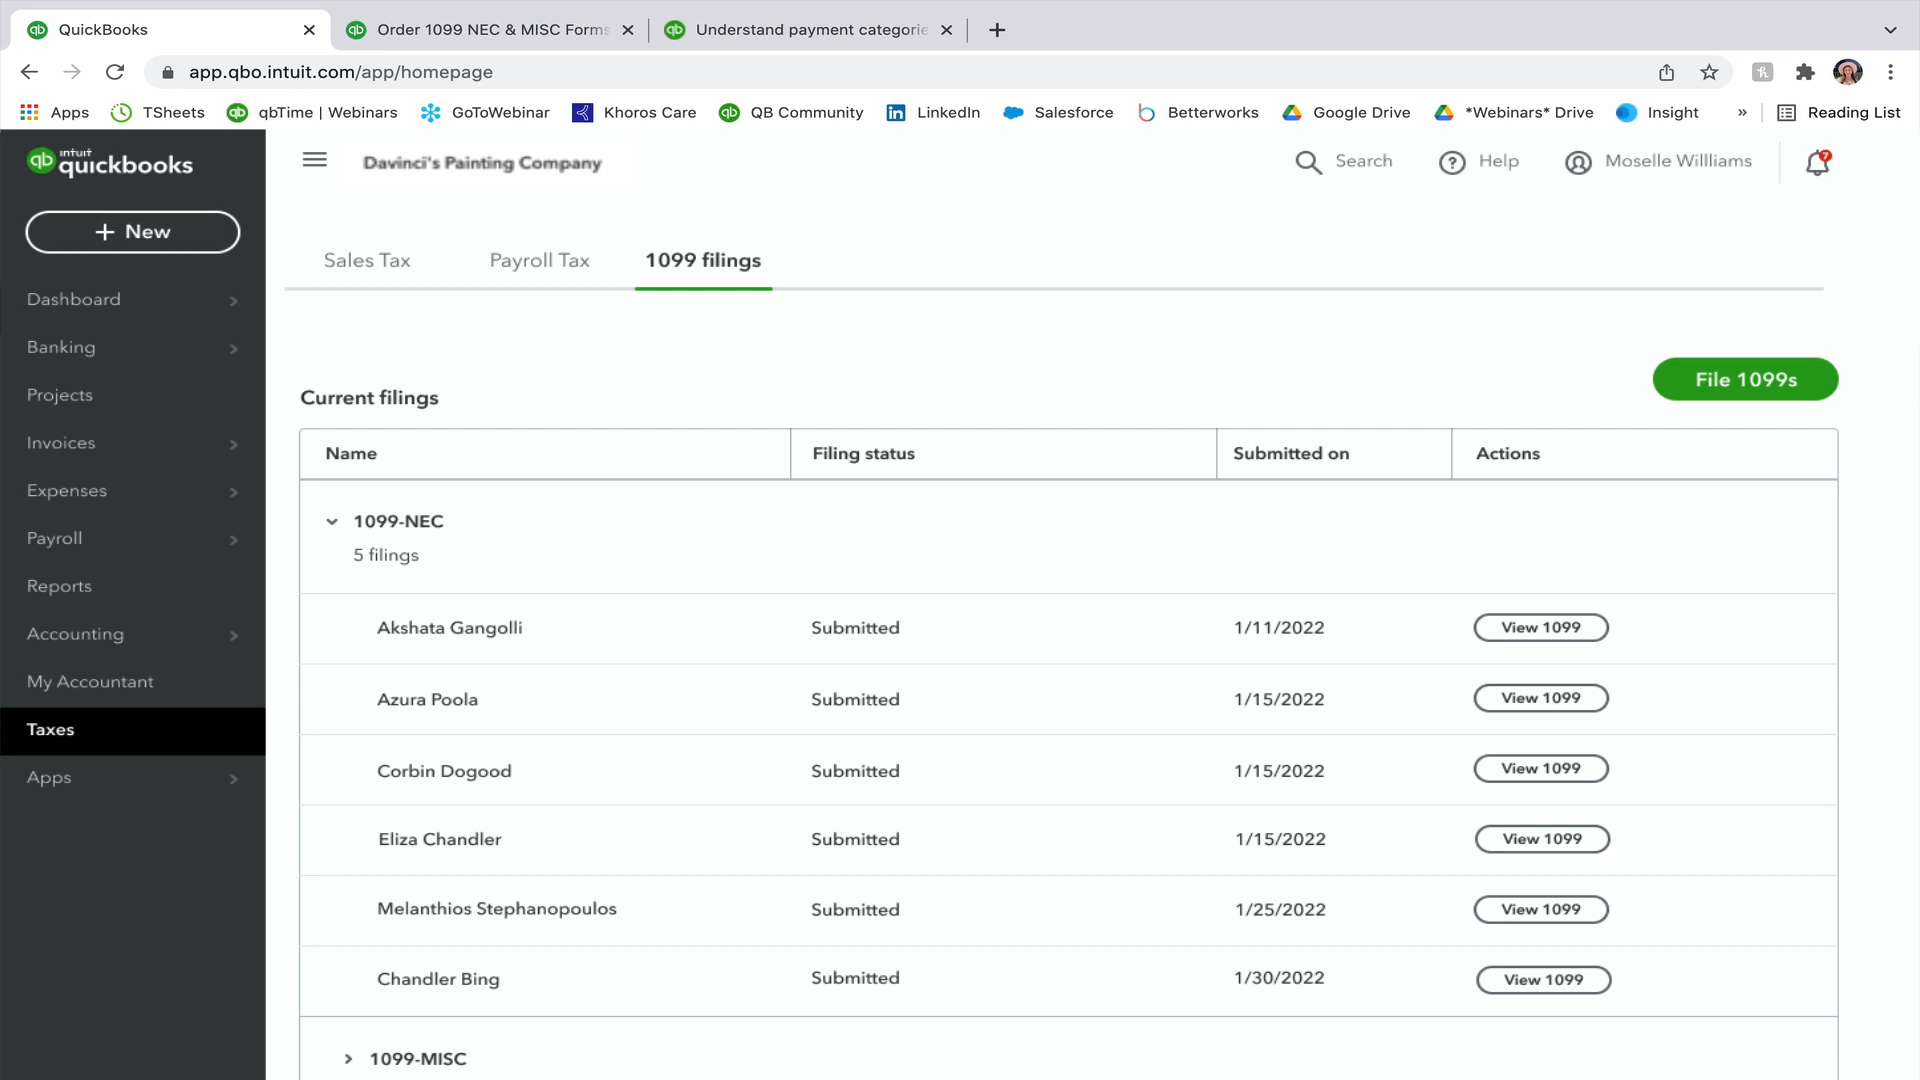 QuickBooks
Order 1099 NEC & MISC Forms
Understand payment categorie
app.qbo.intuit.com/app/homepage
Apps TSheets qbTime | Webinars GoToWebinar Khoros Care QB Community LinkedIn Salesforce Betterworks Google Drive *Webinars* Drive Insight » Reading List
intuit
quickbooks
Davinci's Painting Company
Search
Help
Moselle Willliams
7
+ New
Dashboard
Banking
Projects
Invoices
Expenses
Payroll
Reports
Accounting
My Accountant
Taxes
Apps
Sales Tax Payroll Tax 1099 filings
Current filings
File 1099s
Name Filing status Submitted on Actions
1099-NEC
5 filings
Akshata Gangolli Submitted 1/11/2022 View 1099
Azura Poola Submitted 1/15/2022 View 1099
Corbin Dogood Submitted 1/15/2022 View 1099
Eliza Chandler Submitted 1/15/2022 View 1099
Melanthios Stephanopoulos Submitted 1/25/2022 View 1099
Chandler Bing Submitted 1/30/2022 View 1099
1099-MISC